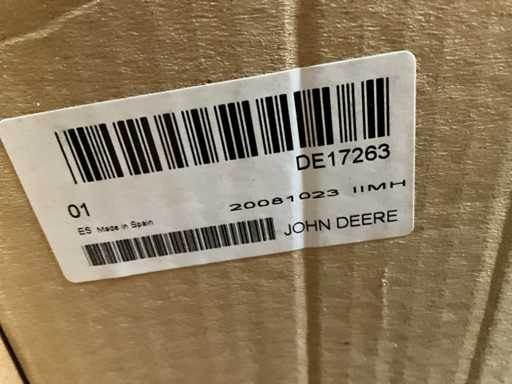 DE17263
01
20081023 IIMH
ES Made in Spain
JOHN DEERE